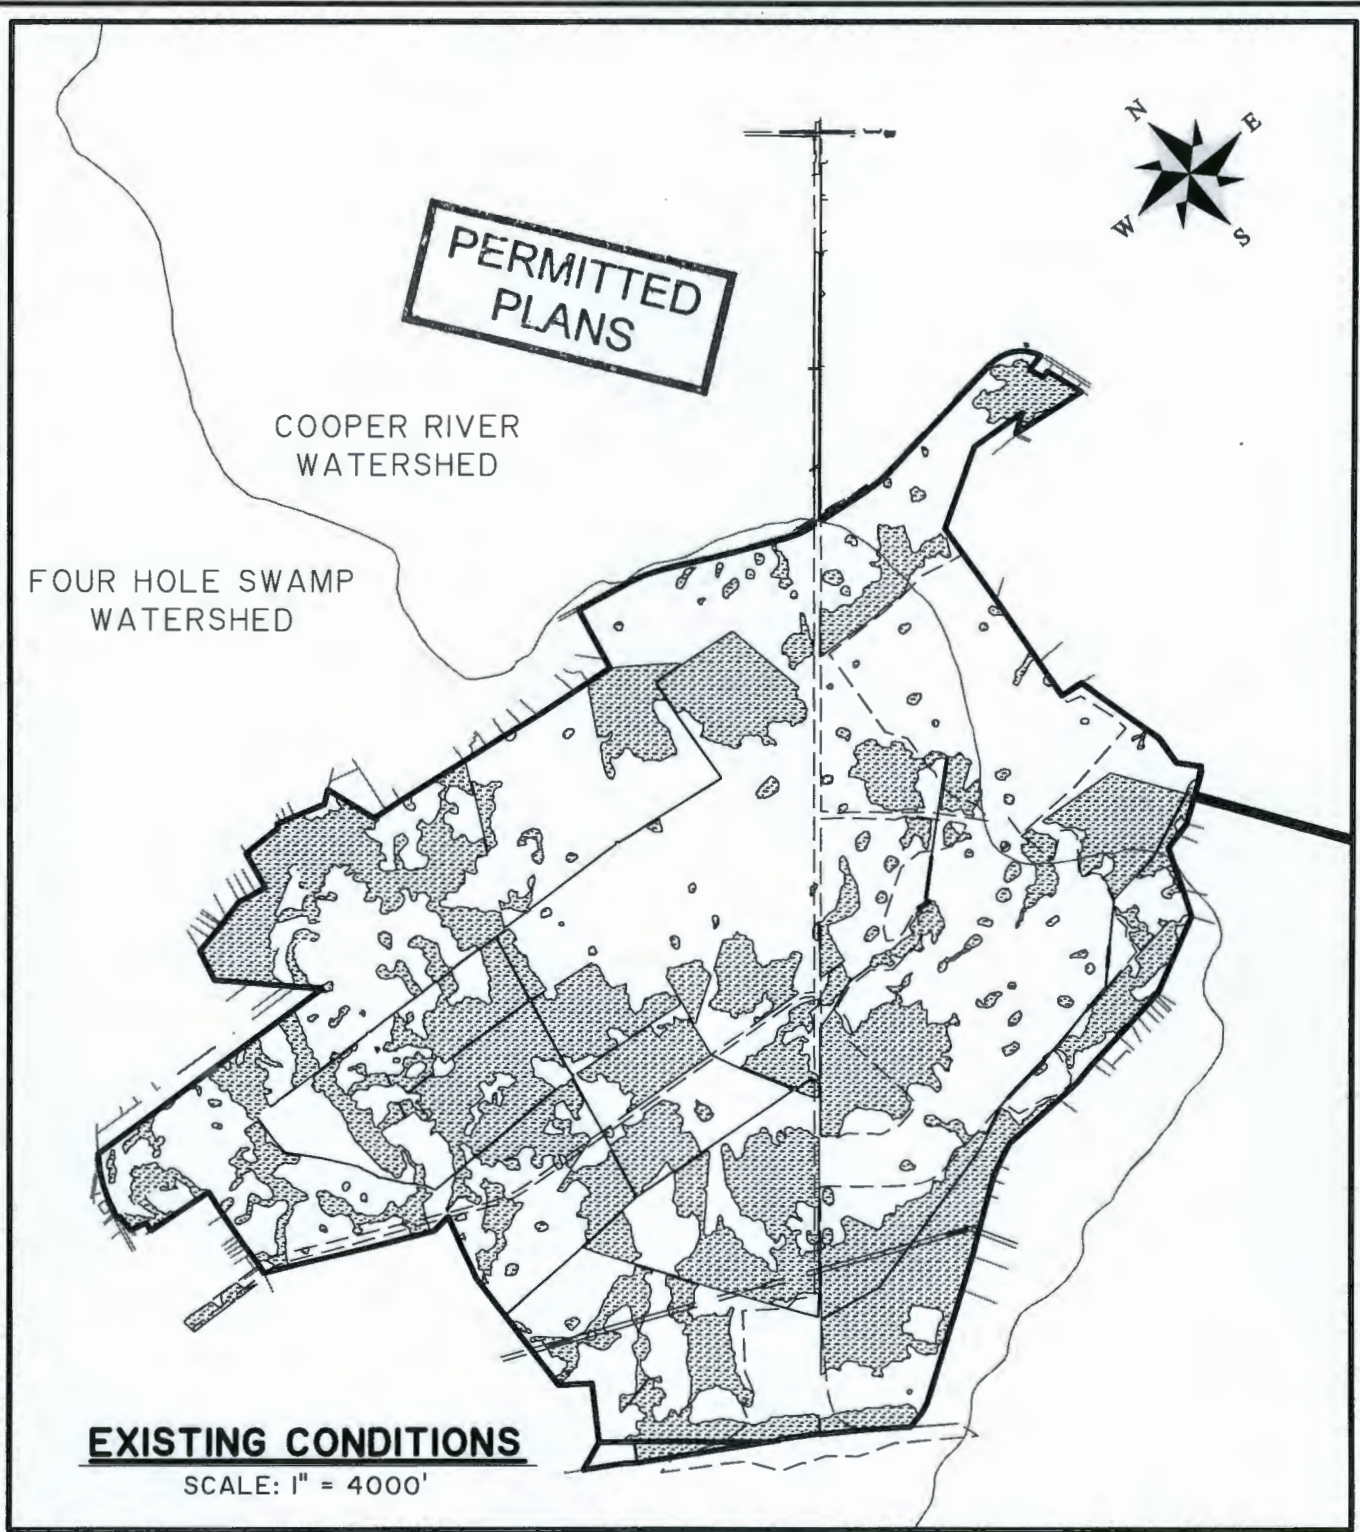 N
E
W
S
PERMITTED
PLANS
COOPER RIVER
WATERSHED
FOUR HOLE SWAMP
WATERSHED
EXISTING CONDITIONS
SCALE: 1" = 4000'